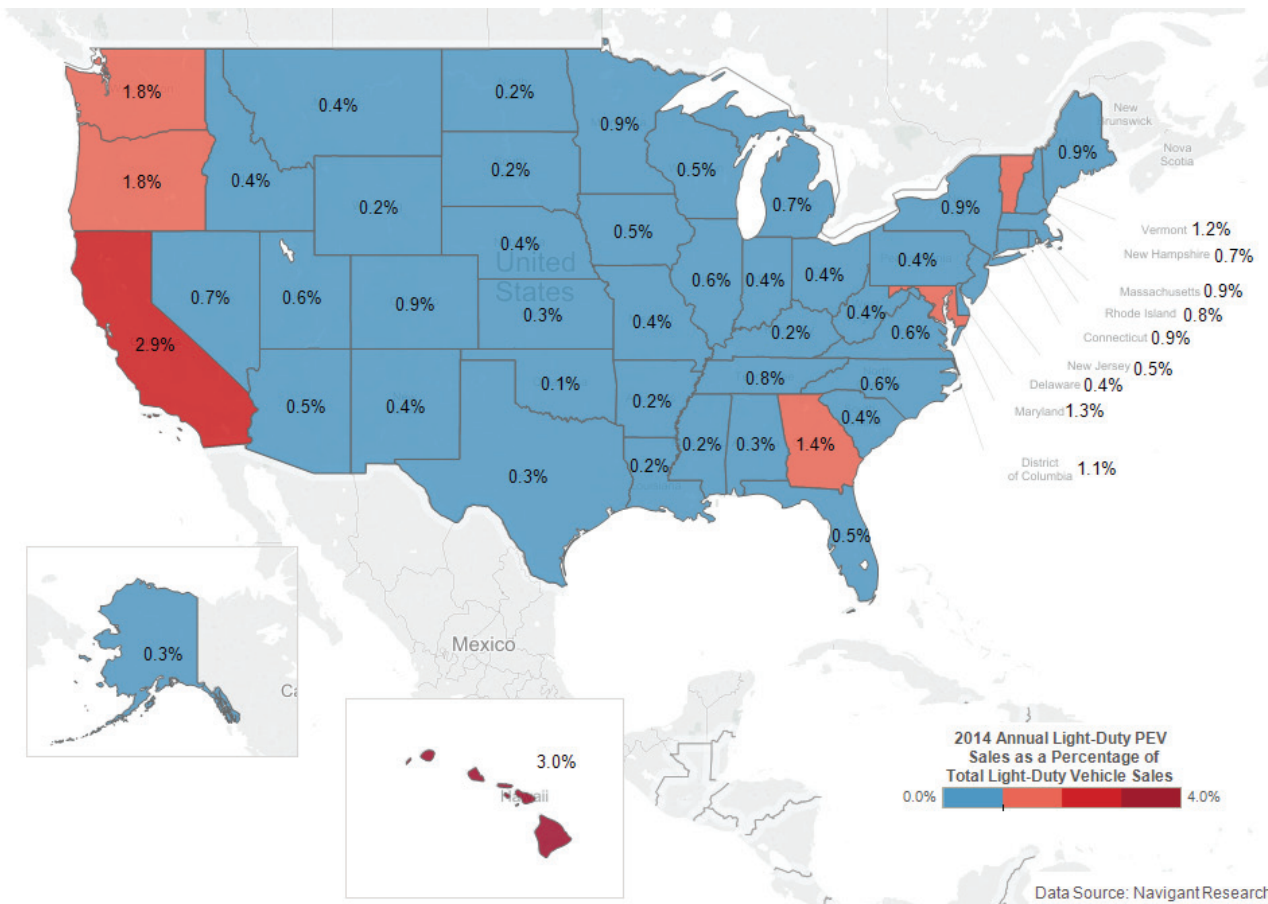 1.8%
0.4%
0.2%
0.9%
New
Brunswick
Nova
Scotia
0.9%
1.8%
0.4%
0.2%
0.2%
0.5%
0.7%
0.9%
Vermont 1.2%
New Hampshire 0.7%
Massachusetts 0.9%
Rhode Island 0.8%
Connecticut 0.9%
New Jersey 0.5%
Delaware 0.4%
Maryland 1.3%
District
of Columbia 1.1%
0.4%
United
States
0.5%
0.6%
0.4%
0.4%
0.4%
2.9%
0.7%
0.6%
0.9%
0.3%
0.4%
0.2%
0.4%
0.6%
0.5%
0.4%
0.1%
0.2%
0.8%
0.6%
0.4%
0.3%
0.2%
0.2%
0.3%
1.4%
0.5%
Mexico
0.3%
Ca
3.0%
Hawaii
2014 Annual Light-Duty PEV
Sales as a Percentage of
Total Light-Duty Vehicle Sales
0.0% 4.0%
Data Source: Navigant Research